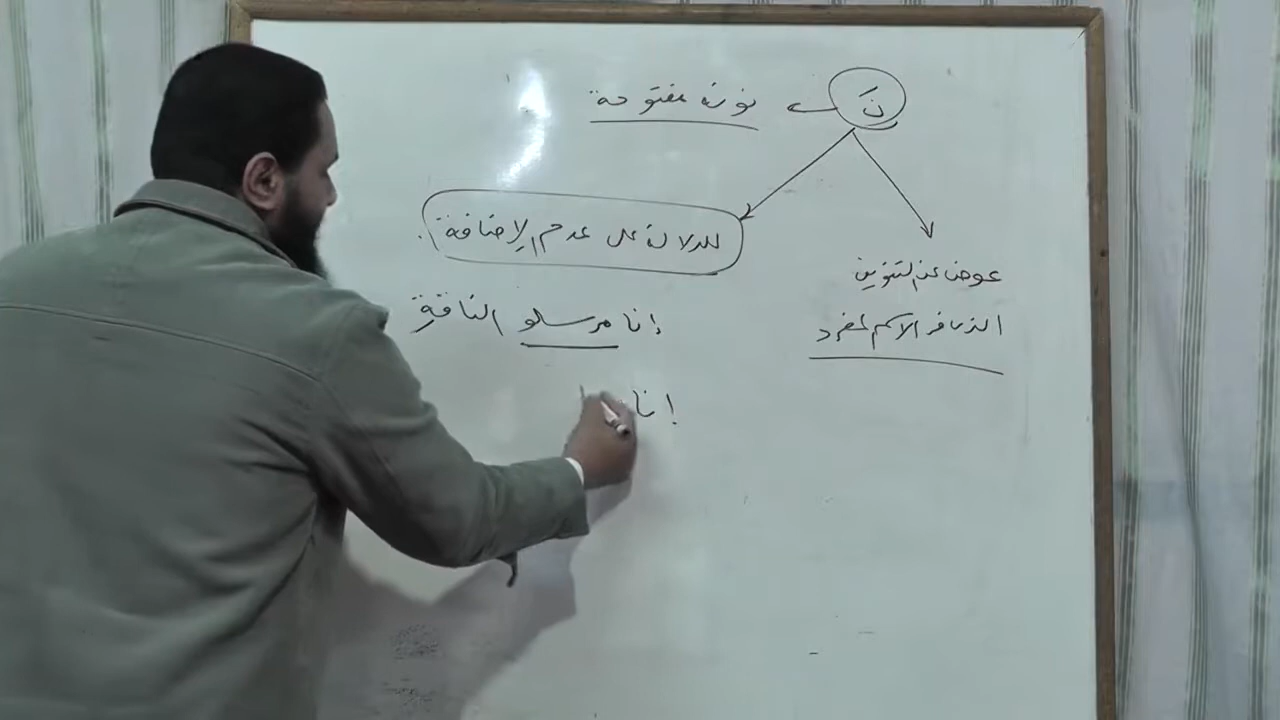 نَ ← نون مفتوحة
للدلالة على عدم الإضافة.
عوض عن التنوين
الذي في الاسم المفرد
إنا مرسلو الناقةِ
إنا